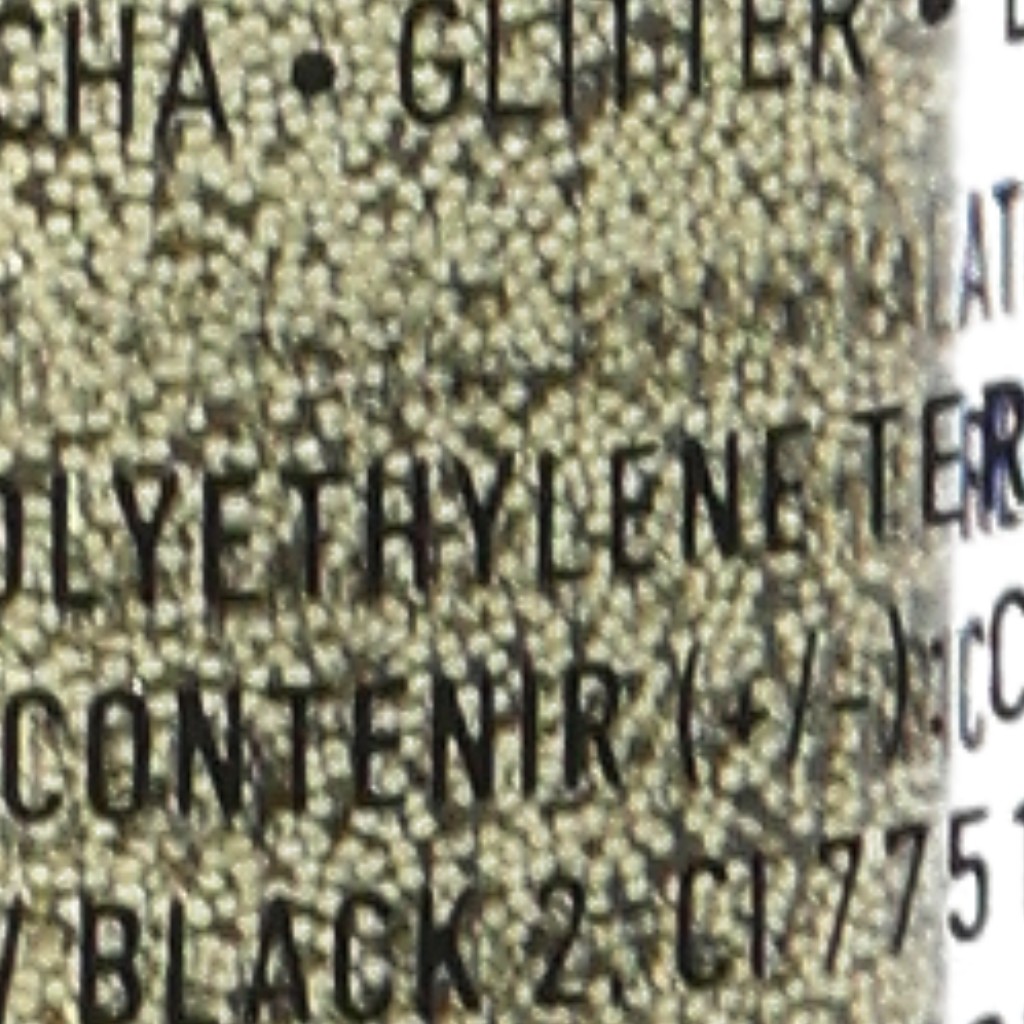 CHA • GLITTER •
OLYETHYLENE TER
CONTENIR (+/-):
/ BLACK 2, CI 775